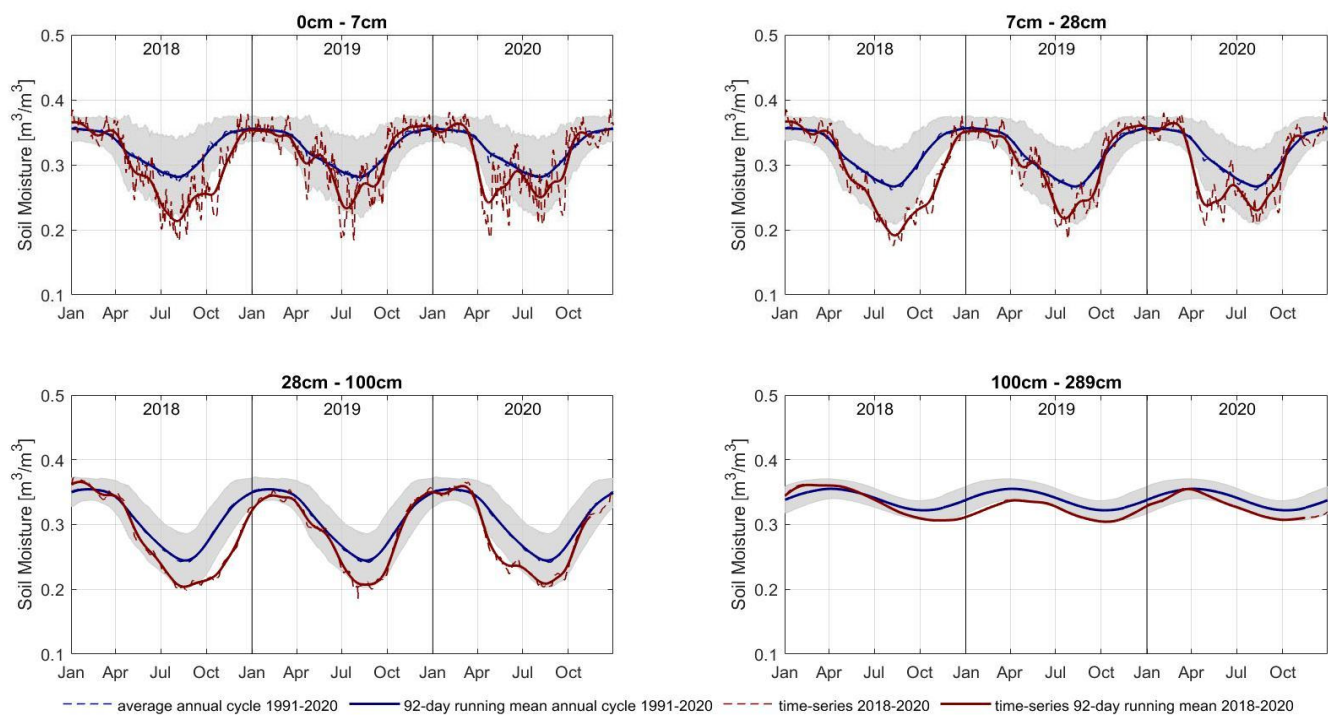 0cm - 7cm
0.5
2018
2019
2020
0.4
0.3
0.2
0.1
Soil Moisture [m³/m³]
Jan Apr Jul Oct Jan Apr Jul Oct Jan Apr Jul Oct
7cm - 28cm
0.5
2018
2019
2020
0.4
0.3
0.2
0.1
Soil Moisture [m³/m³]
Jan Apr Jul Oct Jan Apr Jul Oct Jan Apr Jul Oct
28cm - 100cm
0.5
2018
2019
2020
0.4
0.3
0.2
0.1
Soil Moisture [m³/m³]
Jan Apr Jul Oct Jan Apr Jul Oct Jan Apr Jul Oct
100cm - 289cm
0.5
2018
2019
2020
0.4
0.3
0.2
0.1
Soil Moisture [m³/m³]
Jan Apr Jul Oct Jan Apr Jul Oct Jan Apr Jul Oct
average annual cycle 1991-2020 92-day running mean annual cycle 1991-2020 time-series 2018-2020 time-series 92-day running mean 2018-2020